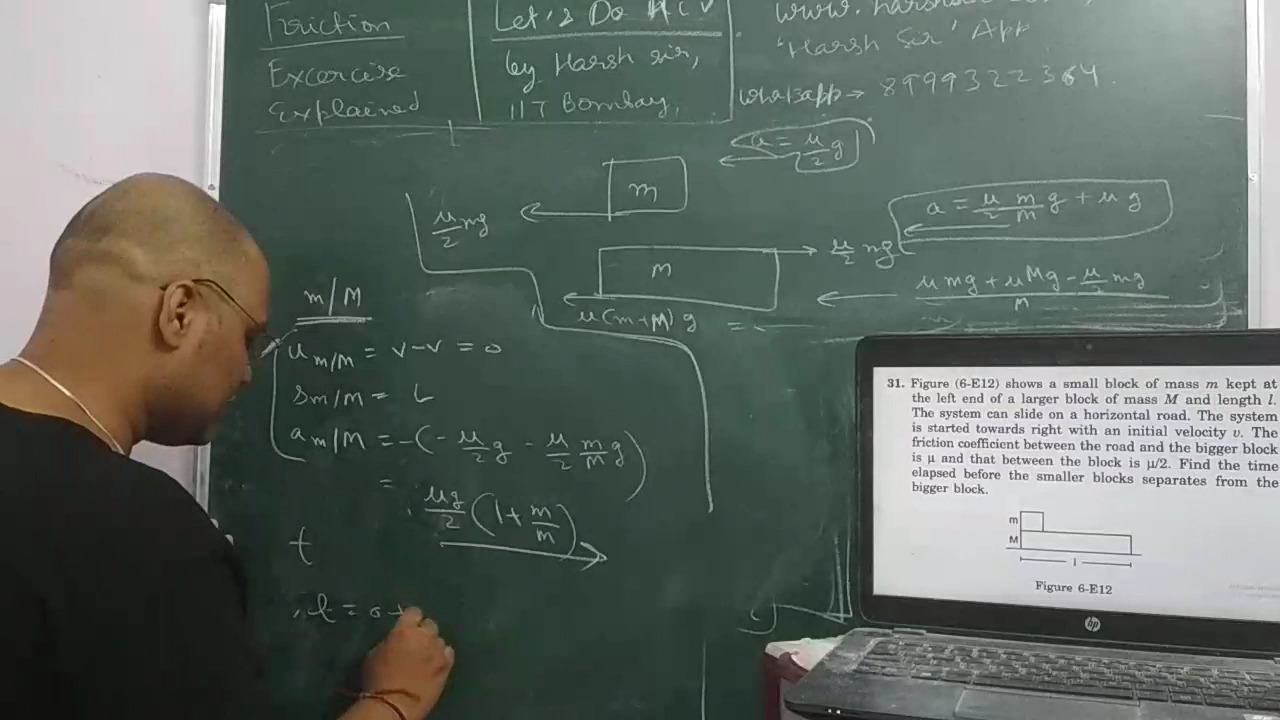 Friction
Excercise
Explained
Let's Do HCV
by Harsh sir,
IIT Bombay,
'Harsh Sir' App
whatsapp → 8999322364.
a = μ/2 g
m
μ/2 mg
a = μ/2 m/M g + μg
M
μ/2 mg
μ(m+M)g =
μmg + μMg - μ/2 mg / M
m/M
u m/M = v - v = 0
s m/M = L
a m/M = -(- μ/2 g - μ/2 m/M g)
= μg/2 (1 + m/M)
t
l = 0 +
31. Figure (6-E12) shows a small block of mass m kept at
the left end of a larger block of mass M and length l.
The system can slide on a horizontal road. The system
is started towards right with an initial velocity v. The
friction coefficient between the road and the bigger block
is μ and that between the block is μ/2. Find the time
elapsed before the smaller blocks separates from the
bigger block.
m
M
l
Figure 6-E12
hp